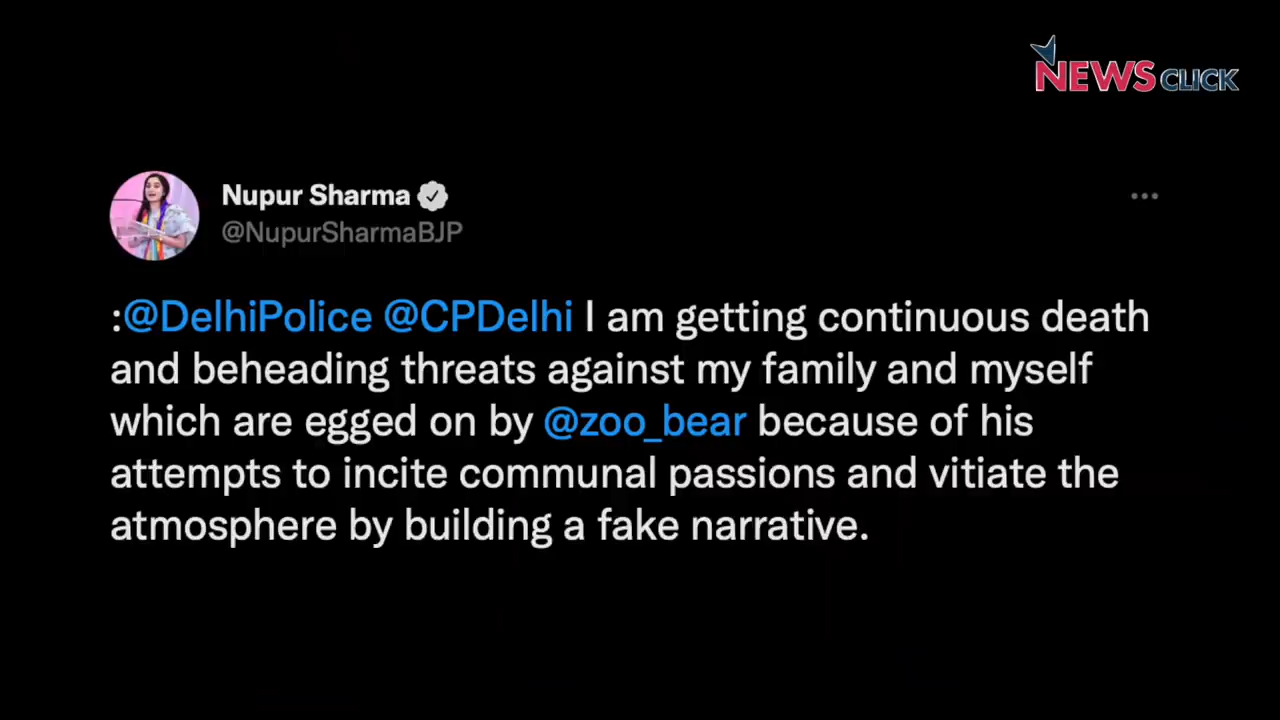 NEWSCLICK
Nupur Sharma
@NupurSharmaBJP
:@DelhiPolice @CPDelhi I am getting continuous death
and beheading threats against my family and myself
which are egged on by @zoo_bear because of his
attempts to incite communal passions and vitiate the
atmosphere by building a fake narrative.